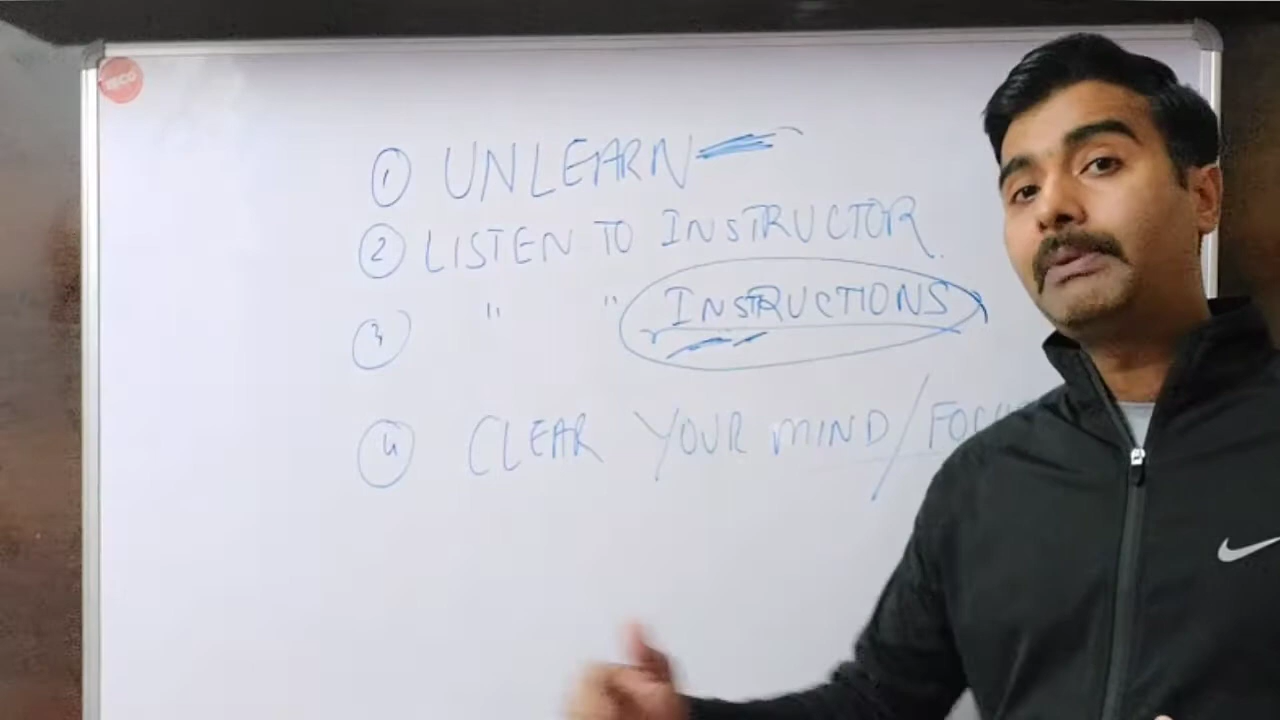 ① UNLEARN
② LISTEN TO INSTRUCTOR.
③ " " INSTRUCTIONS
④ CLEAR YOUR MIND/